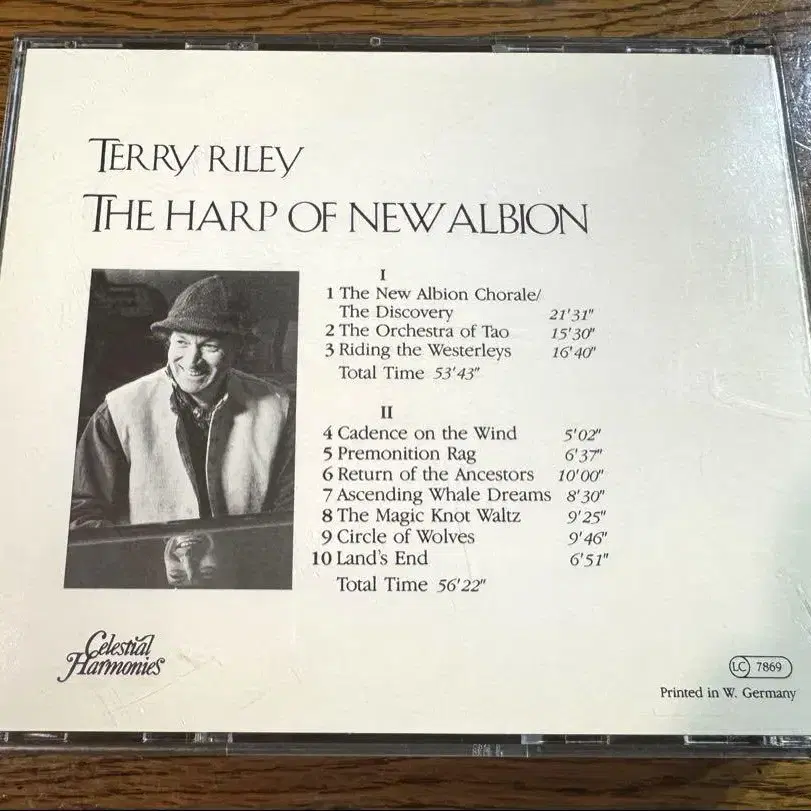 TERRY RILEY
THE HARP OF NEW ALBION
I
1 The New Albion Chorale/
The Discovery 21'31"
2 The Orchestra of Tao 15'30"
3 Riding the Westerleys 16'40"
Total Time 53'43"
II
4 Cadence on the Wind 5'02"
5 Premonition Rag 6'37"
6 Return of the Ancestors 10'00"
7 Ascending Whale Dreams 8'30"
8 The Magic Knot Waltz 9'25"
9 Circle of Wolves 9'46"
10 Land's End 6'51"
Total Time 56'22"
Celestial
Harmonies
LC 7869
Printed in W. Germany